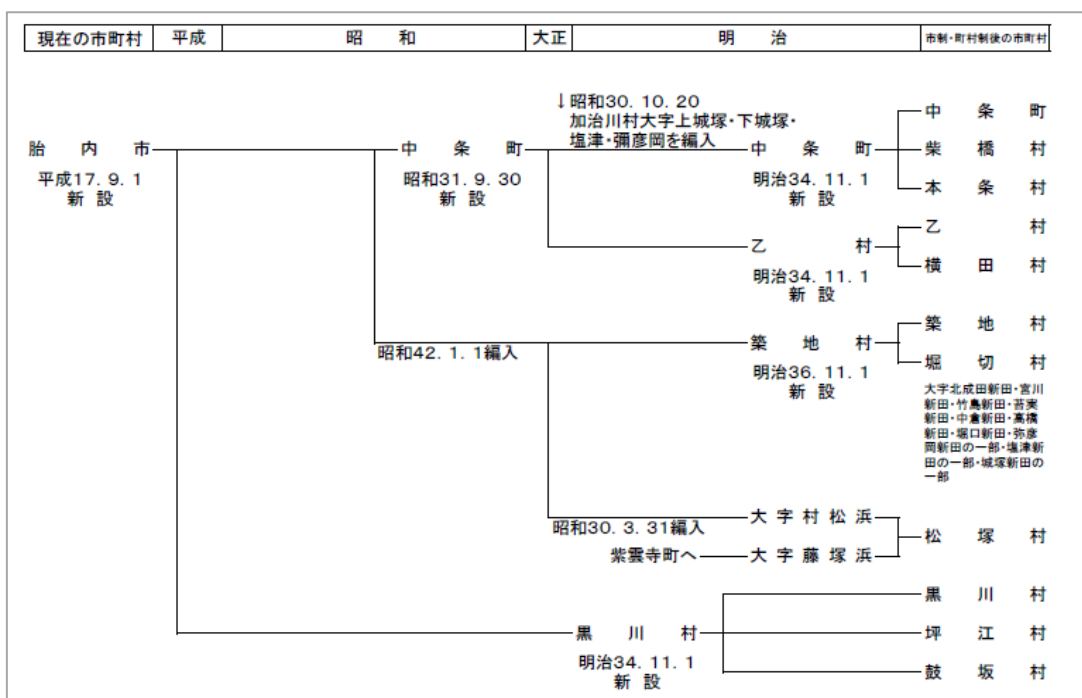 現在の市町村 平成 昭和 大正 明治 市制・町村制後の市町村
↓昭和30．10．20
加治川村大字上城塚・下城塚・
塩津・彌彦岡を編入
中条町
胎内市 中条町 中条町 柴橋村
平成17．9．1
新設
昭和31．9．30
新設
明治34．11．1
新設
本条村
乙村
乙村
横田村
明治34．11．1
新設
築地村
昭和42．1．1編入 築地村
堀切村
明治36．11．1
新設
大字北成田新田・宮川
新田・竹島新田・苔実
新田・中倉新田・高橋
新田・堀口新田・弥彦
岡新田の一部・塩津新
田の一部・城塚新田の
一部
昭和30．3．31編入 大字村松浜
松塚村
紫雲寺町へ 大字藤塚浜
黒川村
黒川村 坪江村
明治34．11．1
新設
鼓坂村